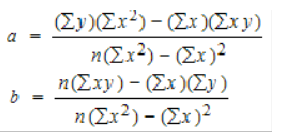 a = (Σy)(Σx²) − (Σx)(Σxy) / n(Σx²) − (Σx)²
b = n(Σxy) − (Σx)(Σy) / n(Σx²) − (Σx)²